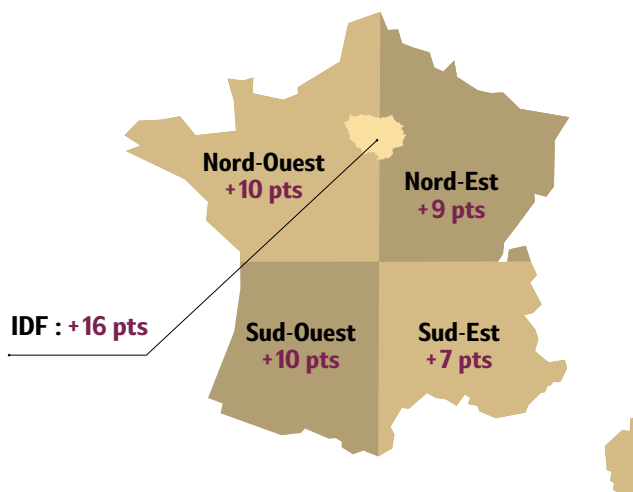 Nord-Ouest
+10 pts
Nord-Est
+9 pts
IDF : +16 pts
Sud-Ouest
+10 pts
Sud-Est
+7 pts